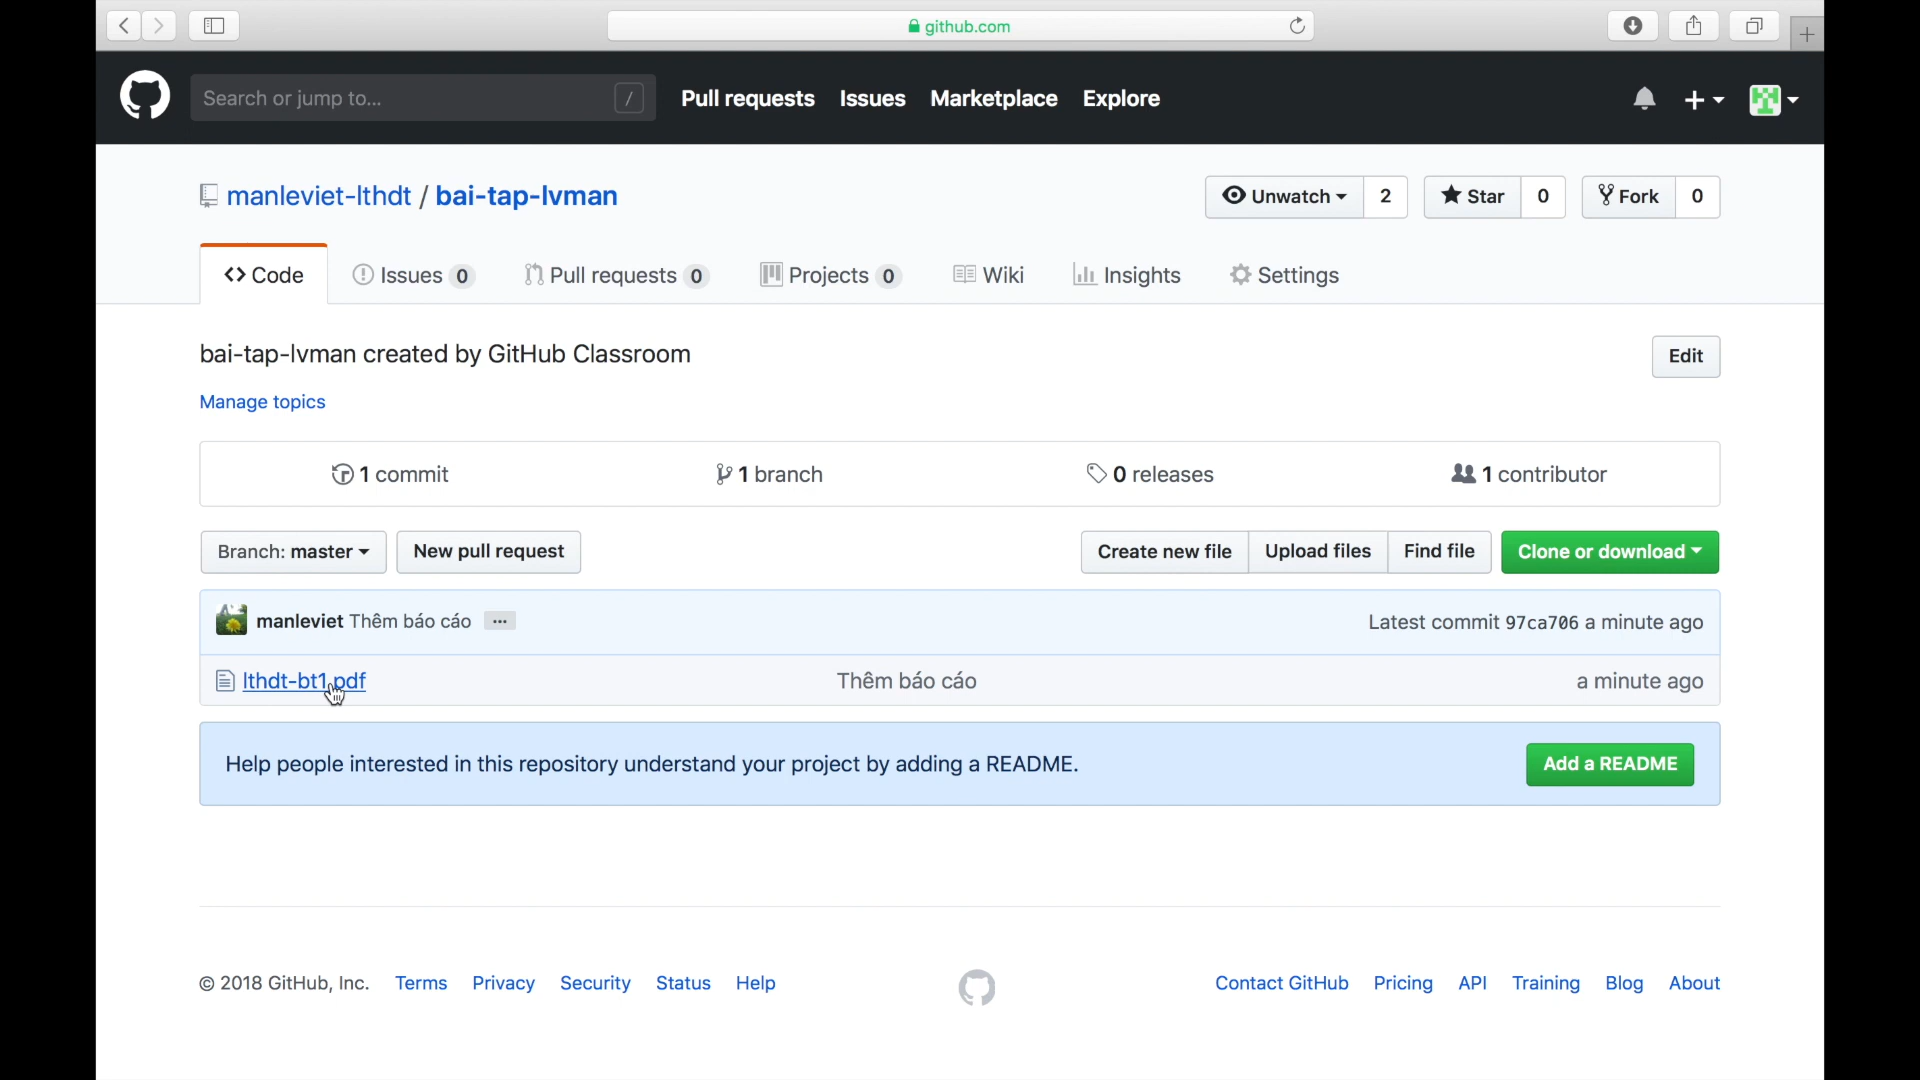 github.com
Search or jump to... /
Pull requests Issues Marketplace Explore
manleviet-lthdt / bai-tap-lvman
Unwatch 2 Star 0 Fork 0
Code Issues 0 Pull requests 0 Projects 0 Wiki Insights Settings
bai-tap-lvman created by GitHub Classroom
Edit
Manage topics
1 commit 1 branch 0 releases 1 contributor
Branch: master New pull request Create new file Upload files Find file Clone or download
manleviet Thêm báo cáo ... Latest commit 97ca706 a minute ago
lthdt-bt1.pdf Thêm báo cáo a minute ago
Help people interested in this repository understand your project by adding a README. Add a README
© 2018 GitHub, Inc. Terms Privacy Security Status Help Contact GitHub Pricing API Training Blog About